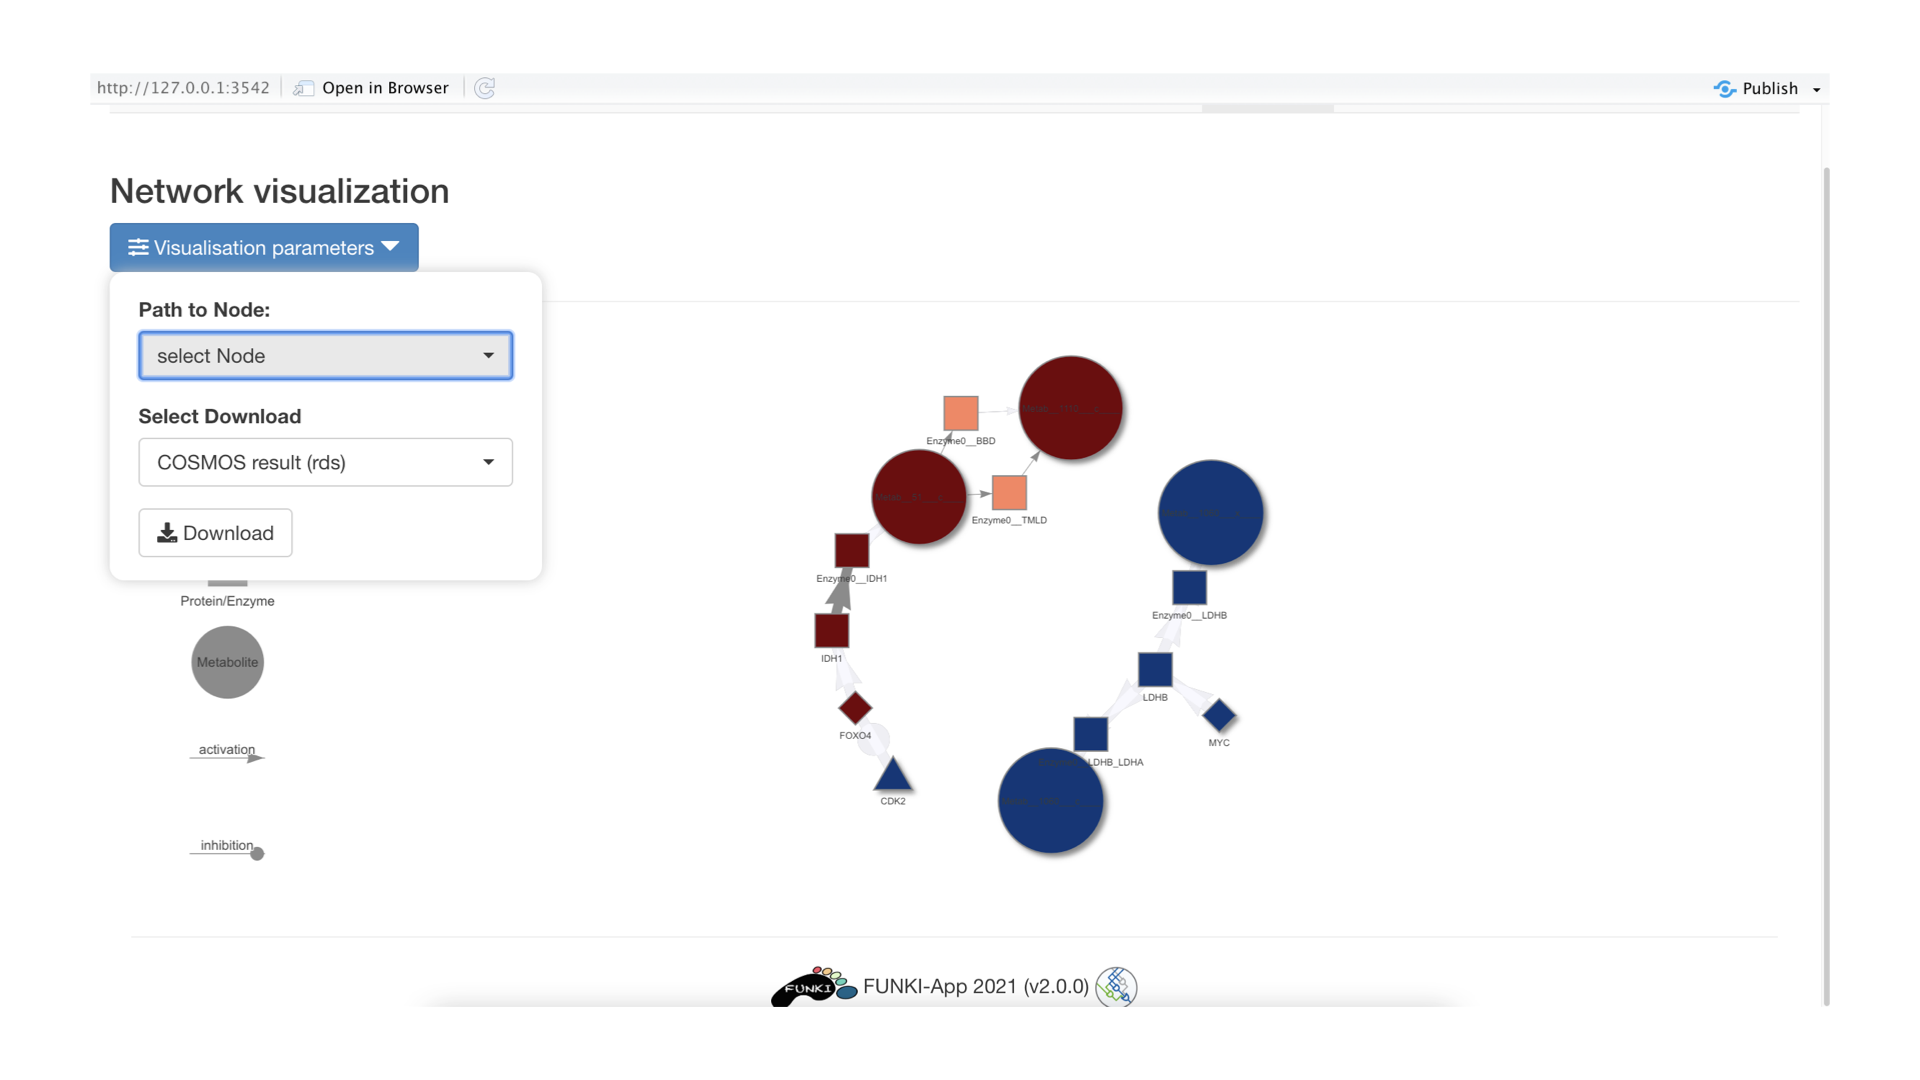 http://127.0.0.1:3542
Open in Browser
Publish
Network visualization
Visualisation parameters
Path to Node:
select Node
Select Download
COSMOS result (rds)
Download
Protein/Enzyme
Metabolite
activation
inhibition
Enzyme0__BBD
Enzyme0__TMLD
Enzyme0__IDH1
IDH1
FOXO4
CDK2
Enzyme0__LDHB
LDHB
MYC
LDHB_LDHA
FUNKI
FUNKI-App 2021 (v2.0.0)